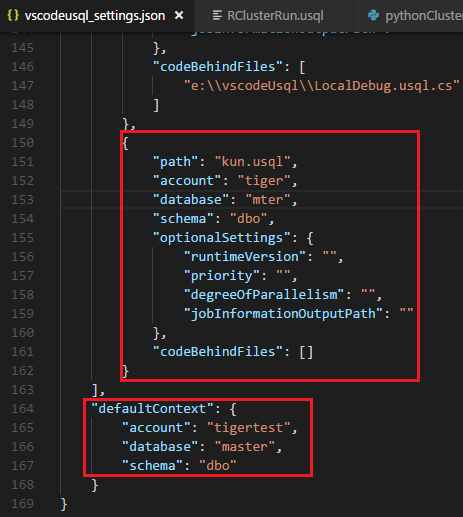 vscodeusql_settings.json RClusterRun.usql pythonCluster
145 },
146 "codeBehindFiles": [
147 "e:\\vscodeUsql\\LocalDebug.usql.cs"
148 ]
149 },
150 {
151 "path": "kun.usql",
152 "account": "tiger",
153 "database": "mter",
154 "schema": "dbo",
155 "optionalSettings": {
156 "runtimeVersion": "",
157 "priority": "",
158 "degreeOfParallelism": "",
159 "jobInformationOutputPath": ""
160 },
161 "codeBehindFiles": []
162 }
163 ],
164 "defaultContext": {
165 "account": "tigertest",
166 "database": "master",
167 "schema": "dbo"
168 }
169 }